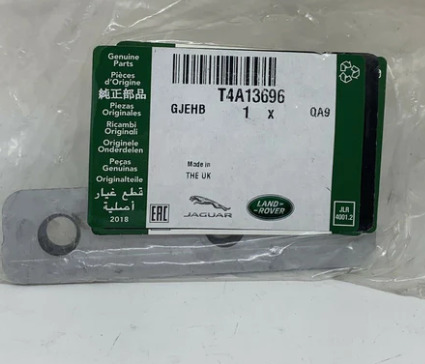 Genuine
Parts
Pièces
d'Origine
純正部品
Piezas
Originales
Ricambi
Originali
Originele
Onderdelen
Peças
Genuinas
Originalteile
قطع غيار
أصلية
2018
T4A13696
GJEHB 1 x QA9
Made in
THE UK
EAC
JAGUAR
LAND-
ROVER
JLR
4001.2